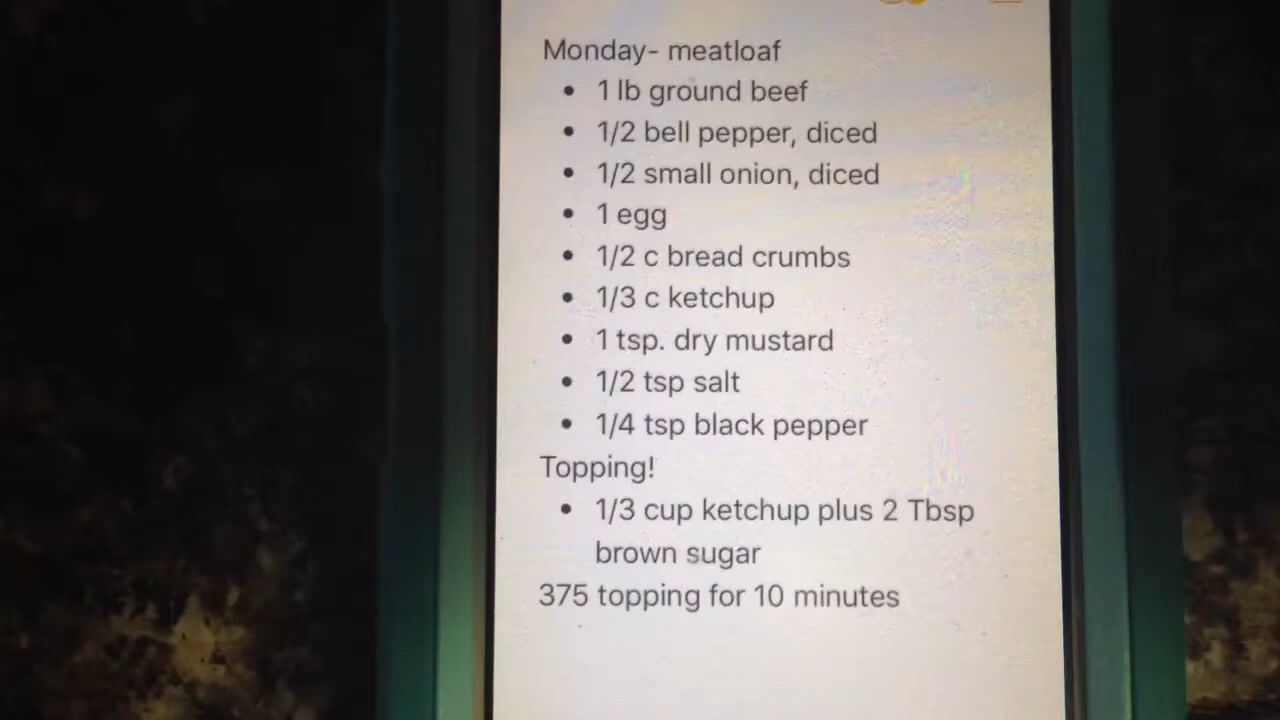 Monday- meatloaf
• 1 lb ground beef
• 1/2 bell pepper, diced
• 1/2 small onion, diced
• 1 egg
• 1/2 c bread crumbs
• 1/3 c ketchup
• 1 tsp. dry mustard
• 1/2 tsp salt
• 1/4 tsp black pepper
Topping!
• 1/3 cup ketchup plus 2 Tbsp
brown sugar
375 topping for 10 minutes